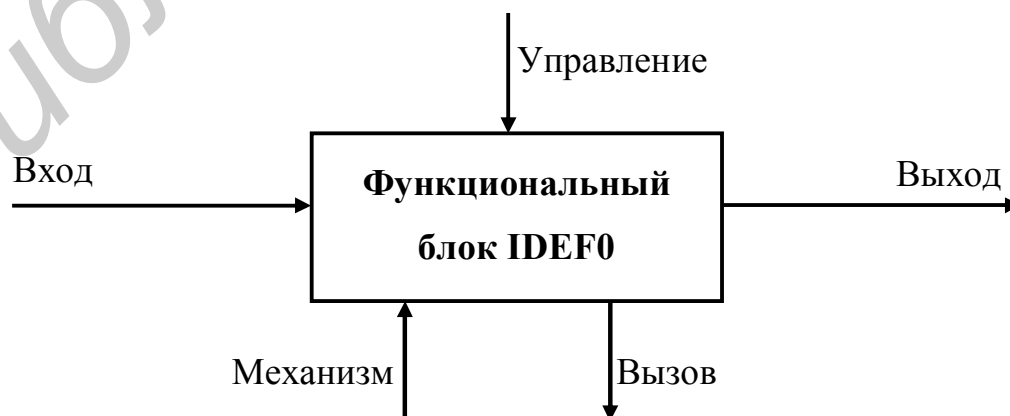 Управление
Вход
Функциональный
блок IDEF0
Выход
Механизм
Вызов